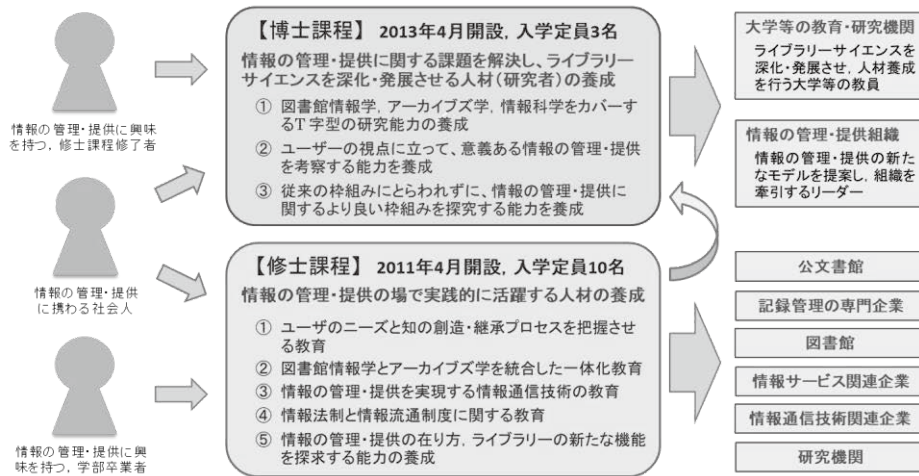 情報の管理・提供に興味
を持つ，修士課程修了者
情報の管理・提供
に携わる社会人
情報の管理・提供に興
味を持つ，学部卒業者
【博士課程】 2013年4月開設，入学定員3名
情報の管理・提供に関する課題を解決し、ライブラリー
サイエンスを深化・発展させる人材（研究者）の養成
① 図書館情報学，アーカイブズ学，情報科学をカバーす
るT字型の研究能力の養成
② ユーザーの視点に立って、意義ある情報の管理・提供
を考察する能力を養成
③ 従来の枠組みにとらわれずに、情報の管理・提供に
関するより良い枠組みを探究する能力を養成
【修士課程】 2011年4月開設，入学定員10名
情報の管理・提供の場で実践的に活躍する人材の養成
① ユーザのニーズと知の創造・継承プロセスを把握させ
る教育
② 図書館情報学とアーカイブズ学を統合した一体化教育
③ 情報の管理・提供を実現する情報通信技術の教育
④ 情報法制と情報流通制度に関する教育
⑤ 情報の管理・提供の在り方，ライブラリーの新たな機能
を探求する能力の養成
大学等の教育・研究機関
ライブラリーサイエンスを
深化・発展させ，人材養成
を行う大学等の教員
情報の管理・提供組織
情報の管理・提供の新た
なモデルを提案し，組織を
牽引するリーダー
公文書館
記録管理の専門企業
図書館
情報サービス関連企業
情報通信技術関連企業
研究機関